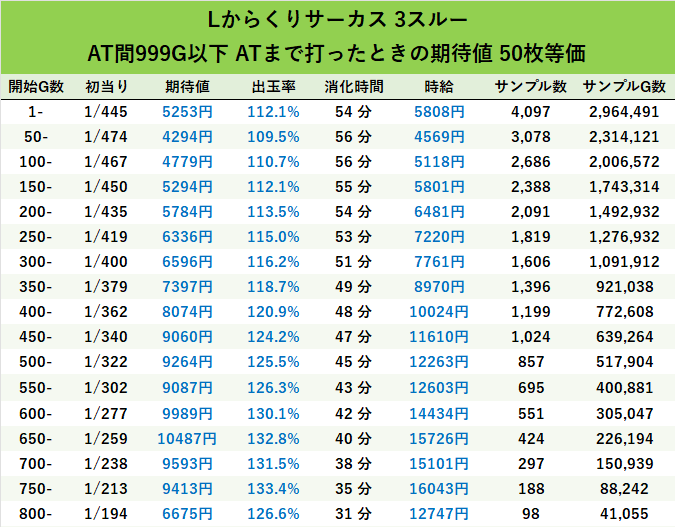 Lからくりサーカス 3スルー
AT間999G以下 ATまで打ったときの期待値 50枚等価
開始G数 初当り 期待値 出玉率 消化時間 時給 サンプル数 サンプルG数
1- 1/445 5253円 112.1% 54 分 5808円 4,097 2,964,491
50- 1/474 4294円 109.5% 56 分 4569円 3,078 2,314,121
100- 1/467 4779円 110.7% 56 分 5118円 2,686 2,006,572
150- 1/450 5294円 112.1% 55 分 5801円 2,388 1,743,314
200- 1/435 5784円 113.5% 54 分 6481円 2,091 1,492,932
250- 1/419 6336円 115.0% 53 分 7220円 1,819 1,276,932
300- 1/400 6596円 116.2% 51 分 7761円 1,606 1,091,912
350- 1/379 7397円 118.7% 49 分 8970円 1,396 921,038
400- 1/362 8074円 120.9% 48 分 10024円 1,199 772,608
450- 1/340 9060円 124.2% 47 分 11610円 1,024 639,264
500- 1/322 9264円 125.5% 45 分 12263円 857 517,904
550- 1/302 9087円 126.3% 43 分 12603円 695 400,881
600- 1/277 9989円 130.1% 42 分 14434円 551 305,047
650- 1/259 10487円 132.8% 40 分 15726円 424 226,194
700- 1/238 9593円 131.5% 38 分 15101円 297 150,939
750- 1/213 9413円 133.4% 35 分 16043円 188 88,242
800- 1/194 6675円 126.6% 31 分 12747円 98 41,055